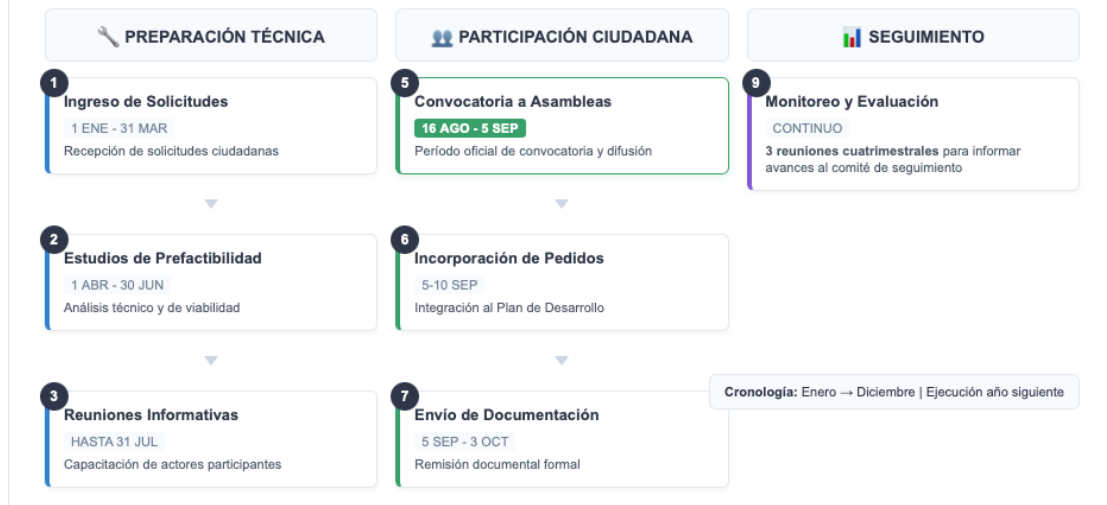 PREPARACIÓN TÉCNICA
1
Ingreso de Solicitudes
1 ENE - 31 MAR
Recepción de solicitudes ciudadanas
2
Estudios de Prefactibilidad
1 ABR - 30 JUN
Análisis técnico y de viabilidad
3
Reuniones Informativas
HASTA 31 JUL
Capacitación de actores participantes
PARTICIPACIÓN CIUDADANA
5
Convocatoria a Asambleas
16 AGO - 5 SEP
Período oficial de convocatoria y difusión
6
Incorporación de Pedidos
5-10 SEP
Integración al Plan de Desarrollo
7
Envío de Documentación
5 SEP - 3 OCT
Remisión documental formal
SEGUIMIENTO
9
Monitoreo y Evaluación
CONTINUO
3 reuniones cuatrimestrales para informar
avances al comité de seguimiento
Cronología: Enero → Diciembre | Ejecución año siguiente